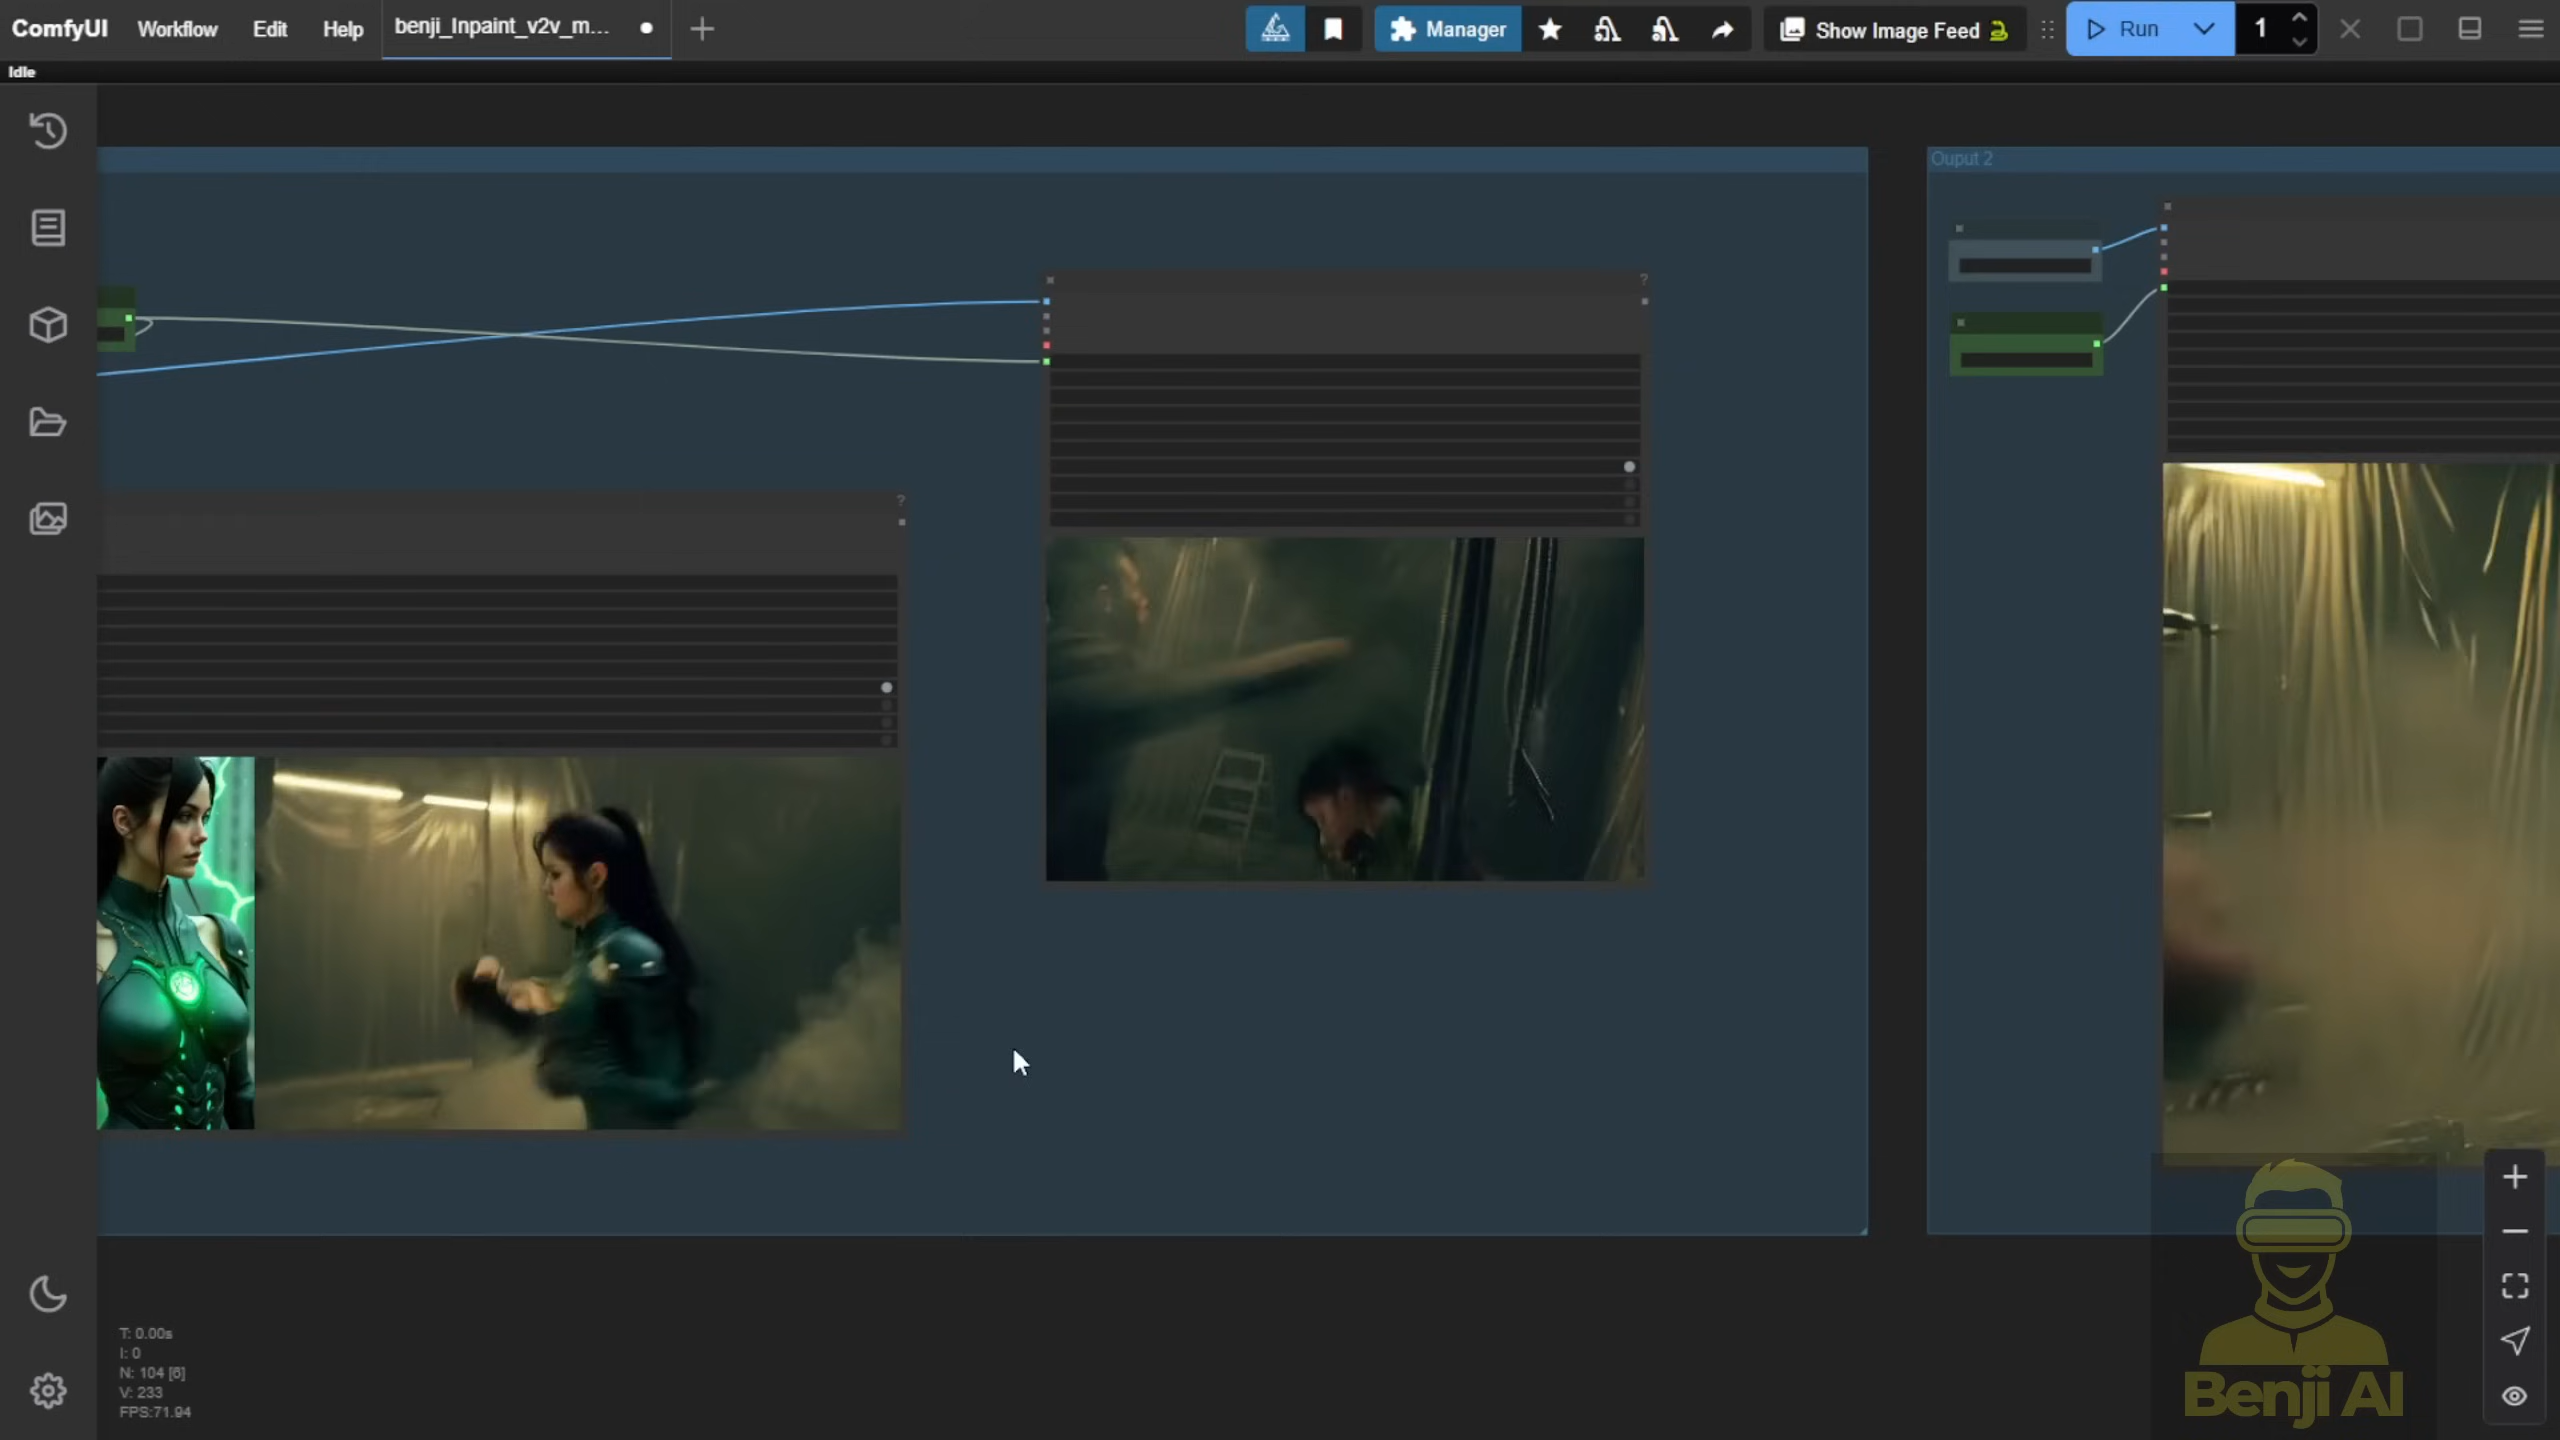 ComfyUI Workflow Edit Help benji_Inpaint_v2v_m... Manager Show Image Feed Run 1
Idle
Ouput 2
?
?
T: 0.00s
I: 0
N: 104 [6]
V: 233
FPS:71.94
Benji AI